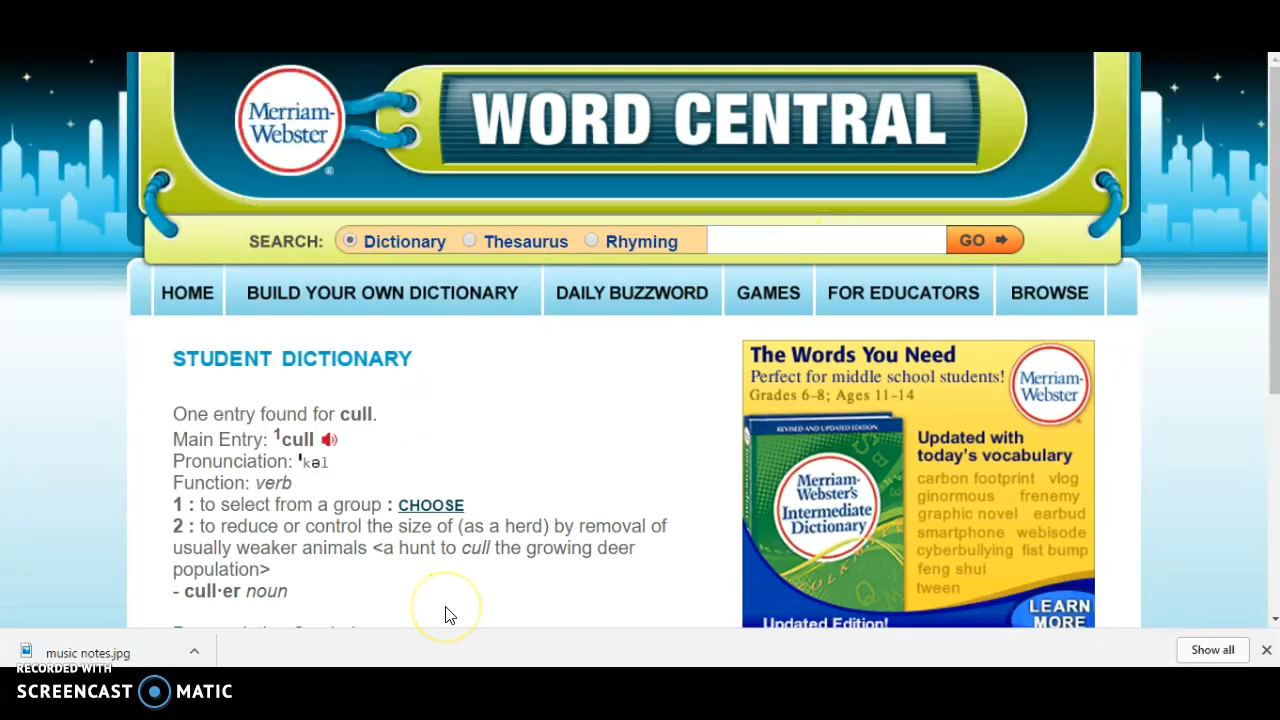 Merriam-
Webster
®
WORD CENTRAL
SEARCH: Dictionary Thesaurus Rhyming GO
HOME BUILD YOUR OWN DICTIONARY DAILY BUZZWORD GAMES FOR EDUCATORS BROWSE
STUDENT DICTIONARY
One entry found for cull.
Main Entry: 1cull
Pronunciation: ˈkəl
Function: verb
1 : to select from a group : CHOOSE
2 : to reduce or control the size of (as a herd) by removal of
usually weaker animals <a hunt to cull the growing deer
population>
- cull·er noun
The Words You Need
Perfect for middle school students!
Grades 6–8; Ages 11–14
Merriam-
Webster
REVISED AND UPDATED EDITION
Merriam-
Webster's
Intermediate
Dictionary
Updated with
today's vocabulary
carbon footprint vlog
ginormous frenemy
graphic novel earbud
smartphone webisode
cyberbullying fist bump
feng shui
tween
Updated Edition!
LEARN
MORE
music notes.jpg
Show all
RECORDED WITH
SCREENCAST MATIC